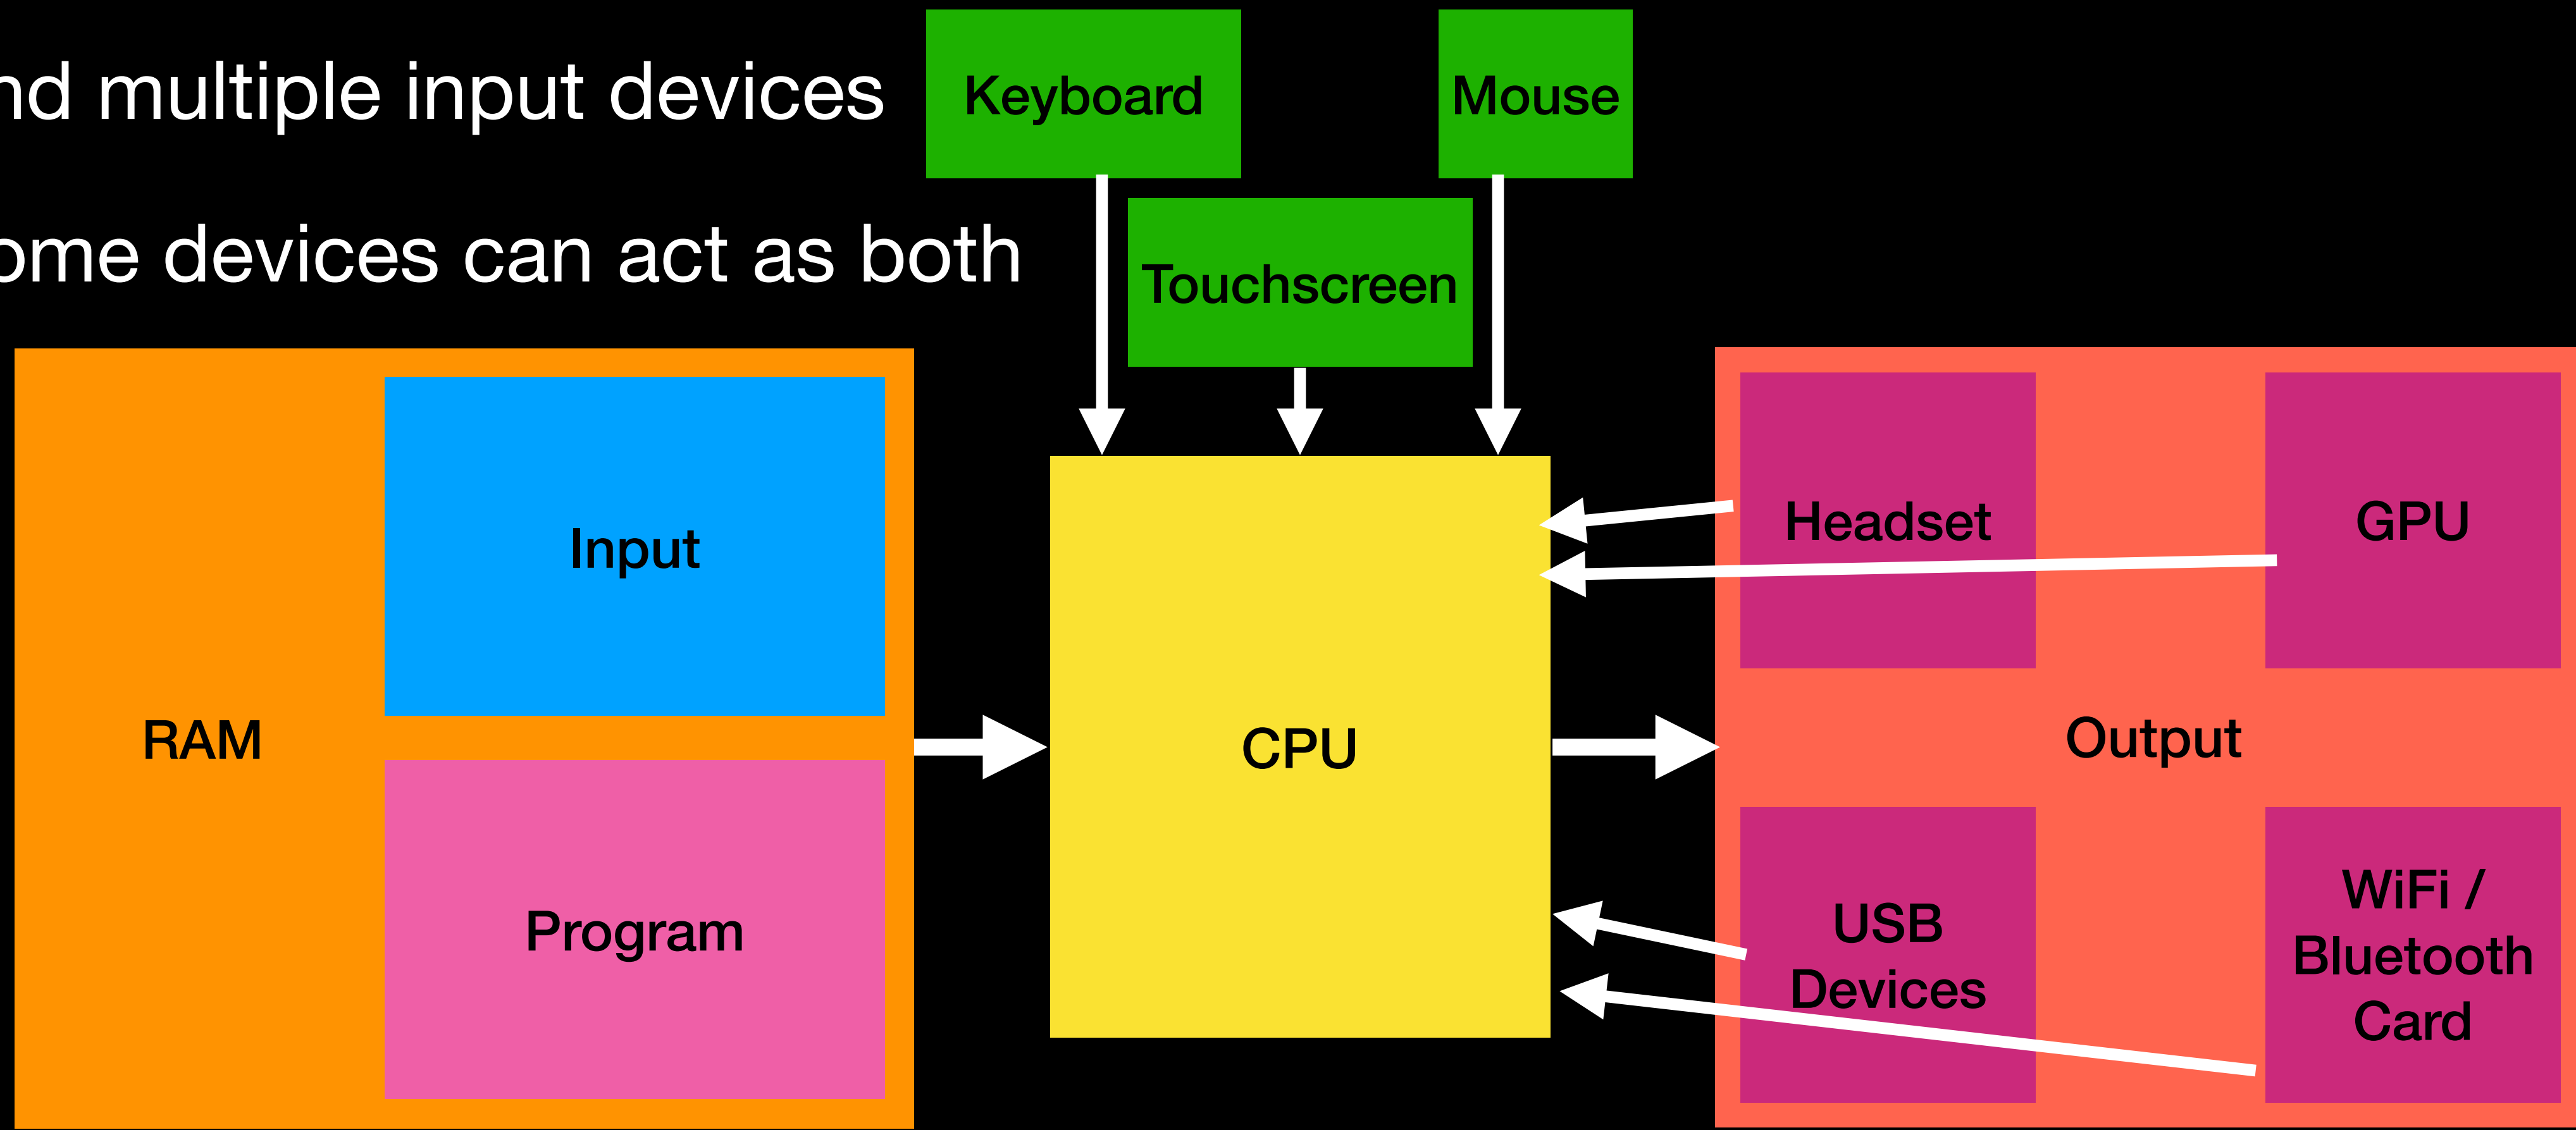 nd multiple input devices
ome devices can act as both
Keyboard
Mouse
Touchscreen
RAM
Input
Program
CPU
Headset
GPU
Output
USB
Devices
WiFi /
Bluetooth
Card